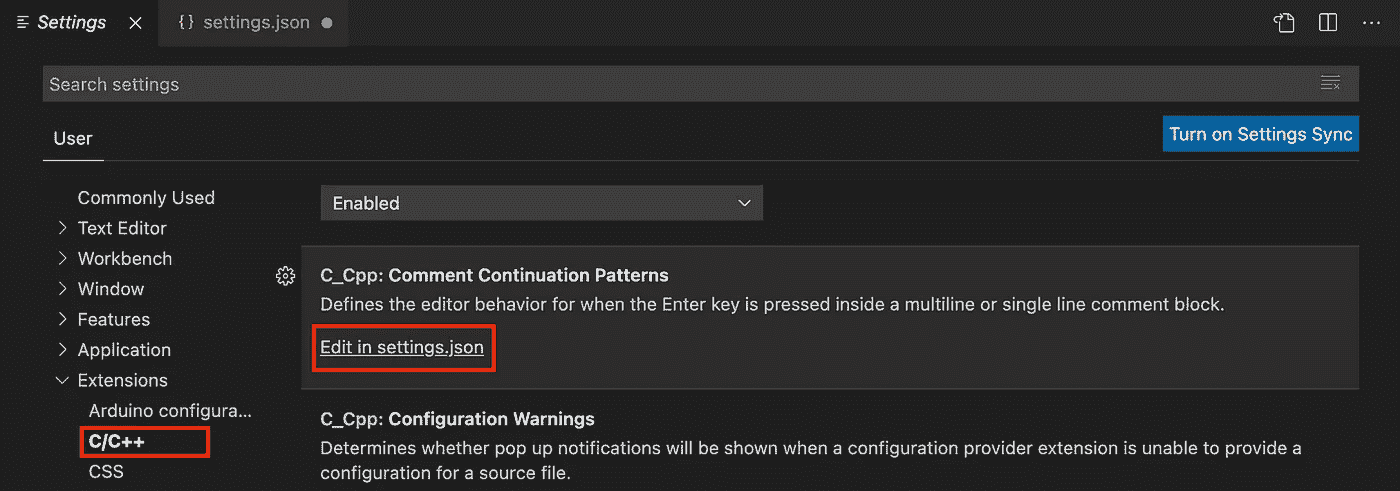 Settings
{} settings.json
Search settings
User
Turn on Settings Sync
Commonly Used
Enabled
Text Editor
Workbench
Window
Features
Application
Extensions
Arduino configura...
C/C++
CSS
C_Cpp: Comment Continuation Patterns
Defines the editor behavior for when the Enter key is pressed inside a multiline or single line comment block.
Edit in settings.json
C_Cpp: Configuration Warnings
Determines whether pop up notifications will be shown when a configuration provider extension is unable to provide a
configuration for a source file.